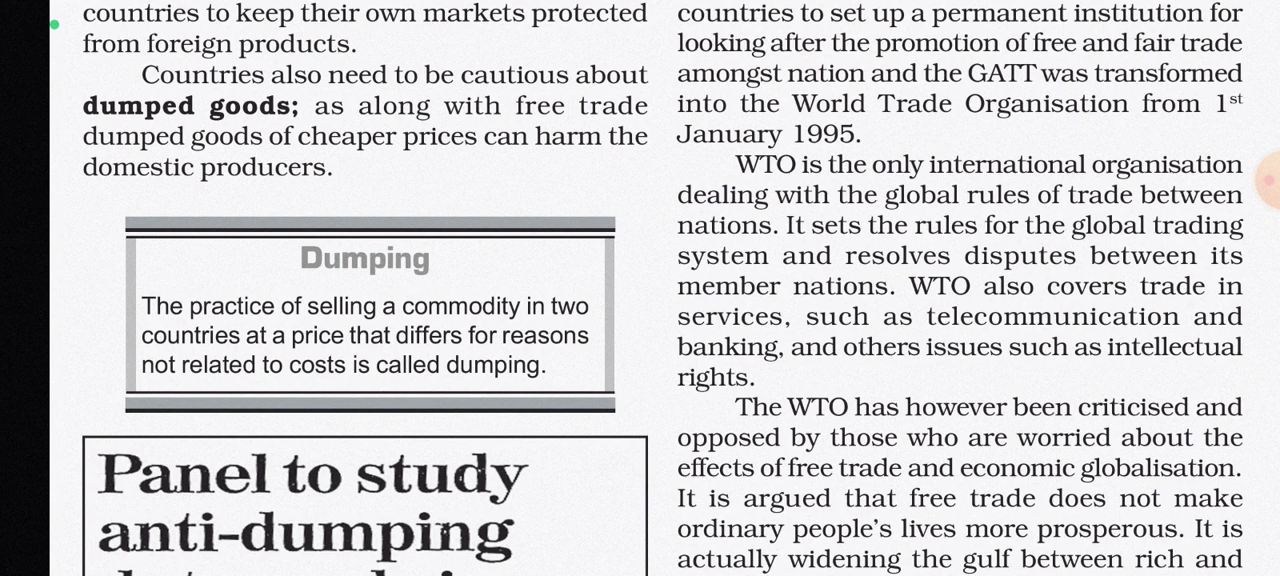 countries to keep their own markets protected
from foreign products.
Countries also need to be cautious about
dumped goods; as along with free trade
dumped goods of cheaper prices can harm the
domestic producers.
Dumping
The practice of selling a commodity in two
countries at a price that differs for reasons
not related to costs is called dumping.
Panel to study
anti-dumping
countries to set up a permanent institution for
looking after the promotion of free and fair trade
amongst nation and the GATT was transformed
into the World Trade Organisation from 1st
January 1995.
WTO is the only international organisation
dealing with the global rules of trade between
nations. It sets the rules for the global trading
system and resolves disputes between its
member nations. WTO also covers trade in
services, such as telecommunication and
banking, and others issues such as intellectual
rights.
The WTO has however been criticised and
opposed by those who are worried about the
effects of free trade and economic globalisation.
It is argued that free trade does not make
ordinary people's lives more prosperous. It is
actually widening the gulf between rich and